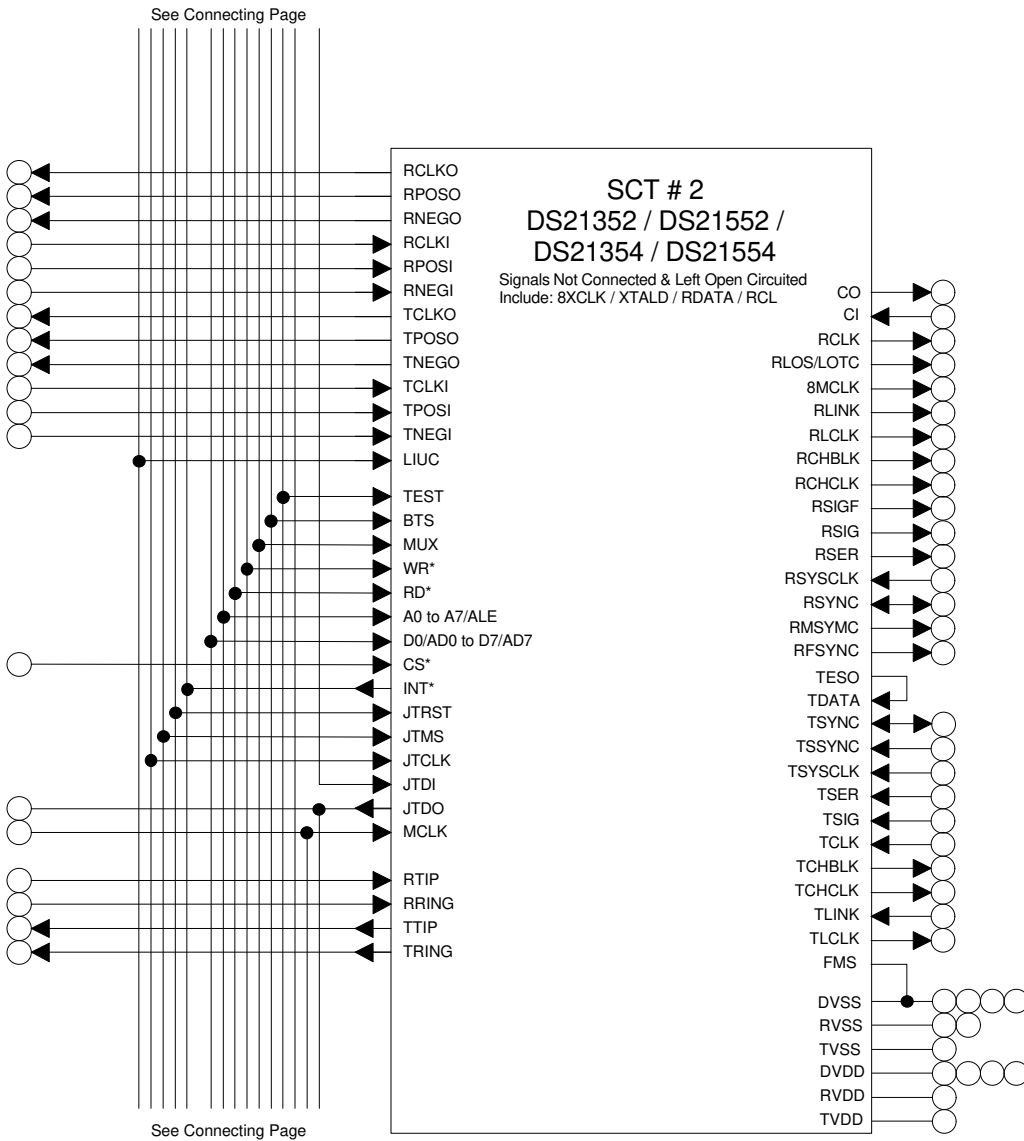 See Connecting Page
SCT # 2
DS21352 / DS21552 /
DS21354 / DS21554
Signals Not Connected & Left Open Circuited
Include: 8XCLK / XTALD / RDATA / RCL
RCLKO
RPOSO
RNEGO
RCLKI
RPOSI
RNEGI
TCLKO
TPOSO
TNEGO
TCLKI
TPOSI
TNEGI
LIUC
TEST
BTS
MUX
WR*
RD*
A0 to A7/ALE
D0/AD0 to D7/AD7
CS*
INT*
JTRST
JTMS
JTCLK
JTDI
JTDO
MCLK
RTIP
RRING
TTIP
TRING
CO
CI
RCLK
RLOS/LOTC
8MCLK
RLINK
RLCLK
RCHBLK
RCHCLK
RSIGF
RSIG
RSER
RSYSCLK
RSYNC
RMSYMC
RFSYNC
TESO
TDATA
TSYNC
TSSYNC
TSYSCLK
TSER
TSIG
TCLK
TCHBLK
TCHCLK
TLINK
TLCLK
FMS
DVSS
RVSS
TVSS
DVDD
RVDD
TVDD
See Connecting Page